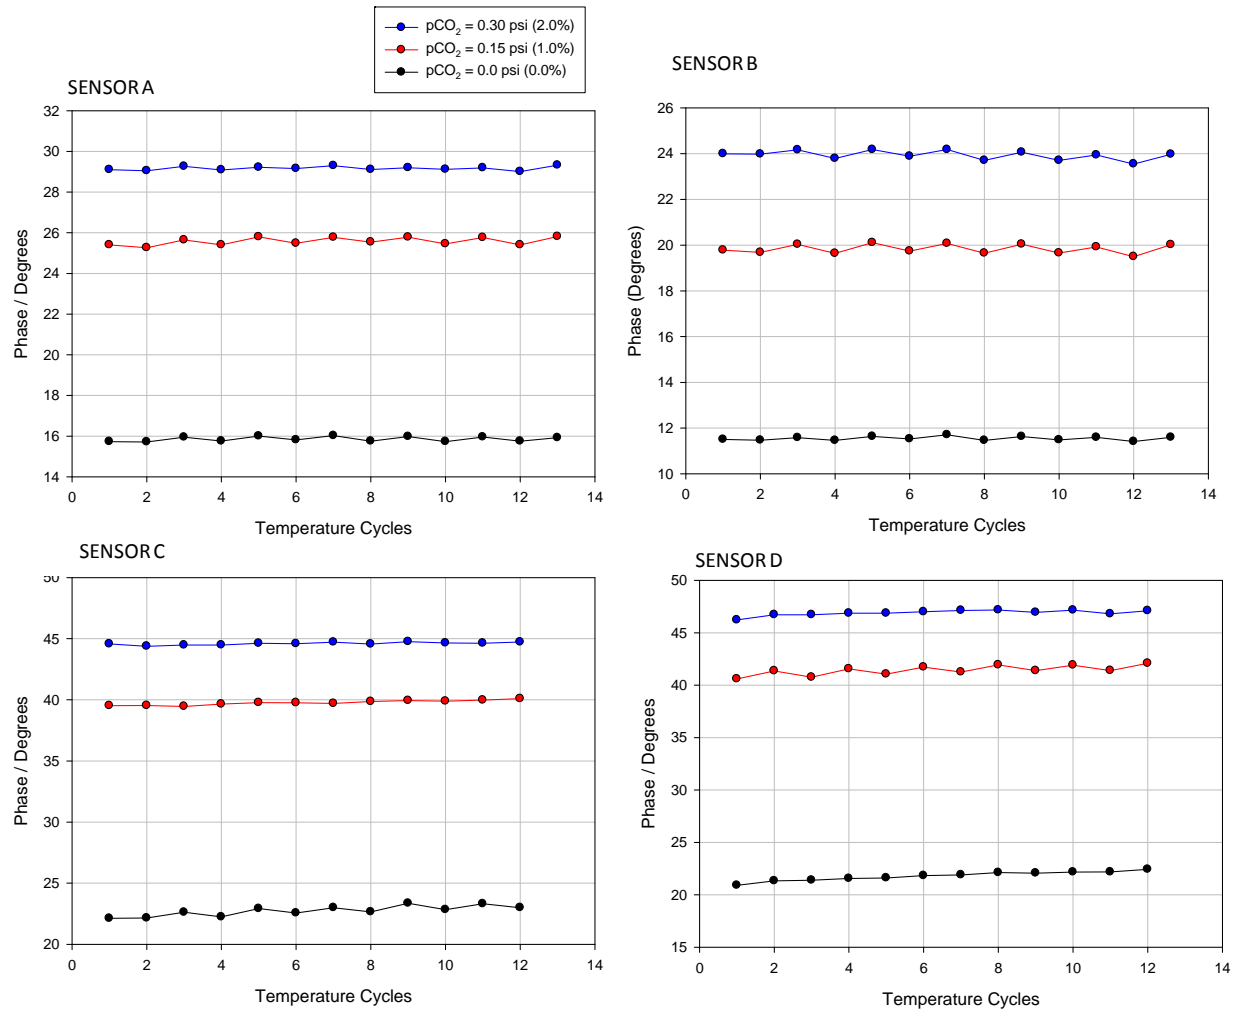 pCO2 = 0.30 psi (2.0%)
pCO2 = 0.15 psi (1.0%)
pCO2 = 0.0 psi (0.0%)
SENSOR A
Phase / Degrees
32
30
28
26
24
22
20
18
16
14
0 2 4 6 8 10 12 14
Temperature Cycles
SENSOR B
Phase (Degrees)
26
24
22
20
18
16
14
12
10
0 2 4 6 8 10 12 14
Temperature Cycles
SENSOR C
Phase / Degrees
50
45
40
35
30
25
20
0 2 4 6 8 10 12 14
Temperature Cycles
SENSOR D
Phase / Degrees
50
45
40
35
30
25
20
15
0 2 4 6 8 10 12 14
Temperature Cycles